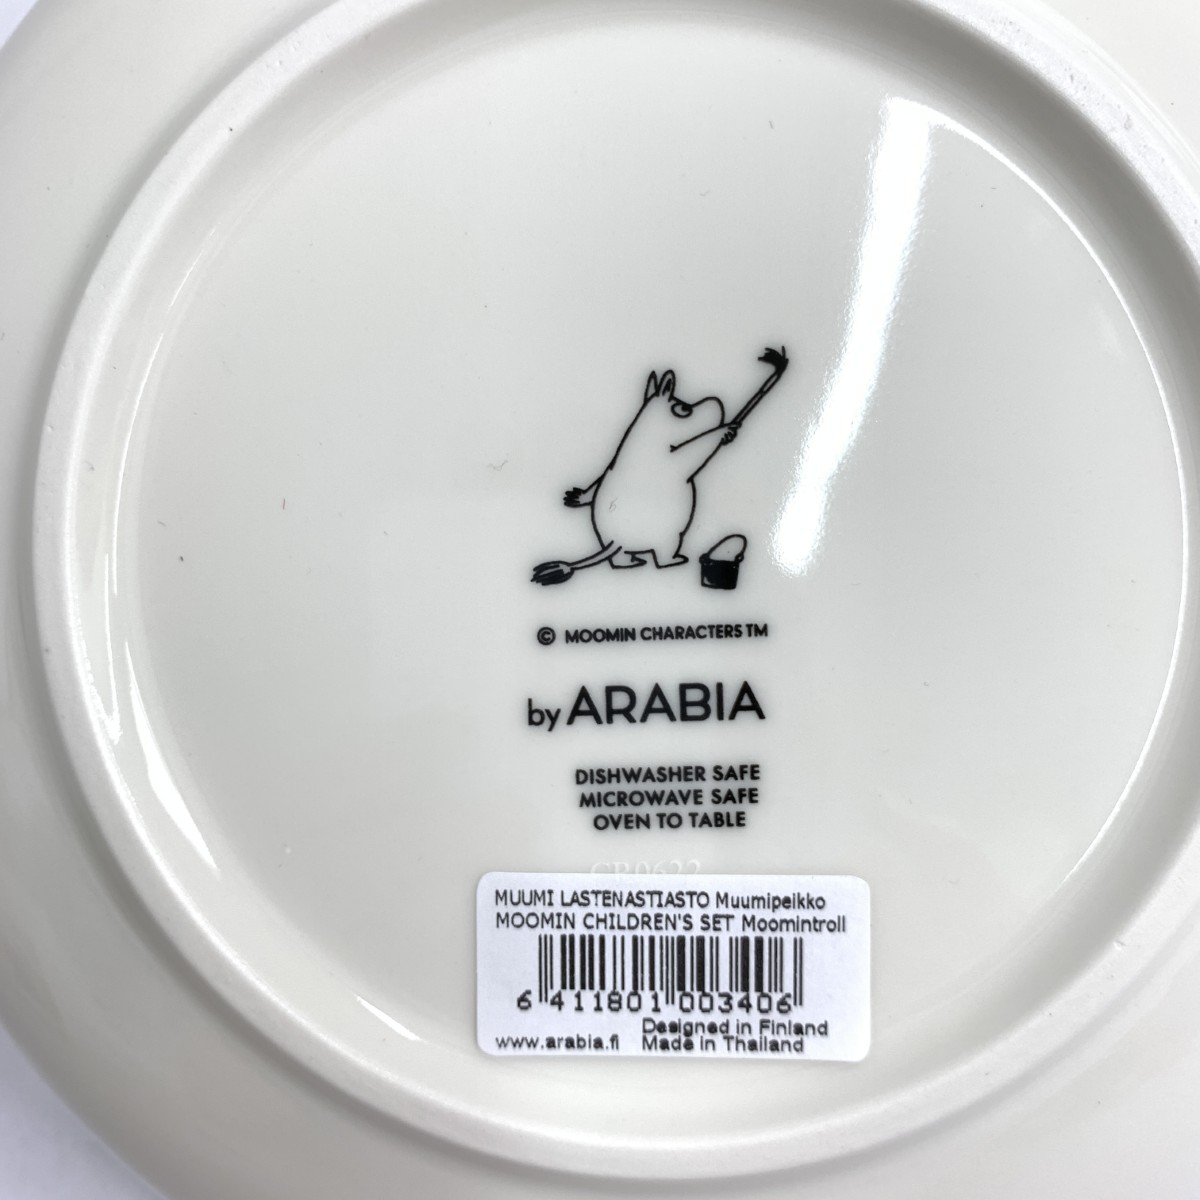 © MOOMIN CHARACTERS TM
by ARABIA
DISHWASHER SAFE
MICROWAVE SAFE
OVEN TO TABLE
MUUMI LASTENASTIASTO Muumipeikko
MOOMIN CHILDREN'S SET Moomintroll
6 411801 003406
Designed in Finland
www.arabia.fi Made in Thailand